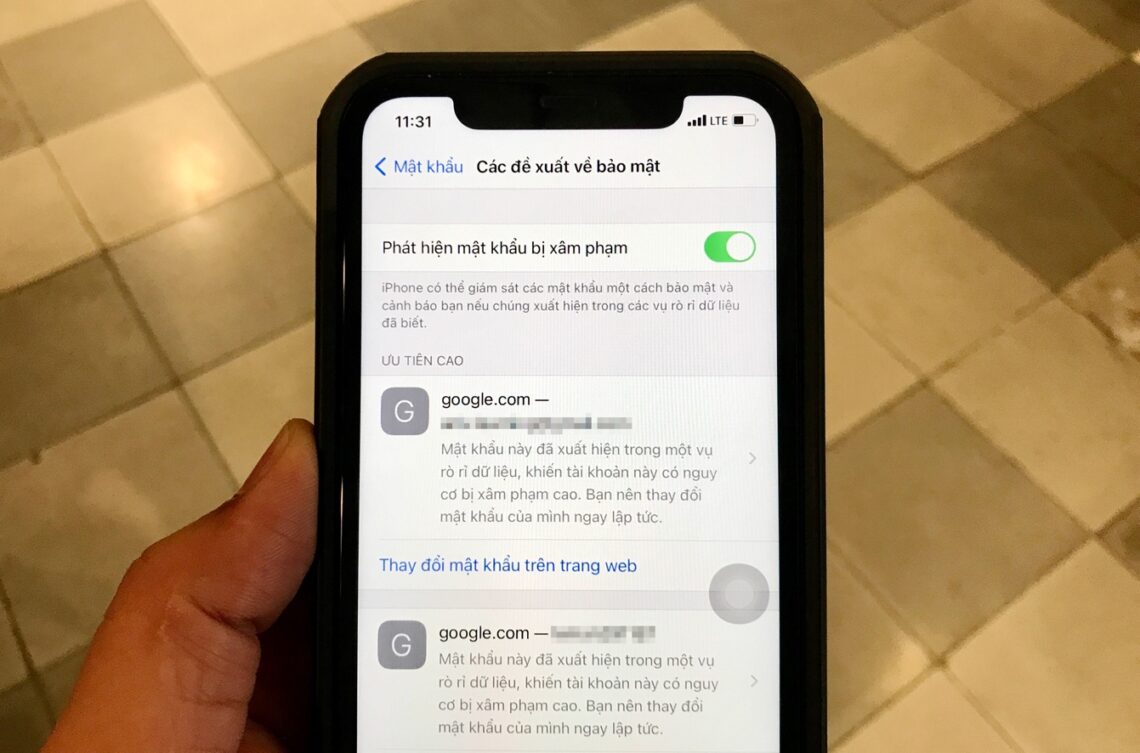 11:31
LTE
Mật khẩu Các đề xuất về bảo mật
Phát hiện mật khẩu bị xâm phạm
iPhone có thể giám sát các mật khẩu một cách bảo mật và
cảnh báo bạn nếu chúng xuất hiện trong các vụ rò rỉ dữ liệu
đã biết.
ƯU TIÊN CAO
G
google.com —
Mật khẩu này đã xuất hiện trong một vụ
rò rỉ dữ liệu, khiến tài khoản này có nguy
cơ bị xâm phạm cao. Bạn nên thay đổi
mật khẩu của mình ngay lập tức.
Thay đổi mật khẩu trên trang web
G
google.com —
Mật khẩu này đã xuất hiện trong một vụ
rò rỉ dữ liệu, khiến tài khoản này có nguy
cơ bị xâm phạm cao. Bạn nên thay đổi
mật khẩu của mình ngay lập tức.